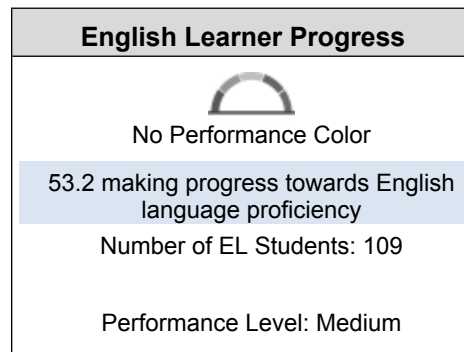 English Learner Progress
No Performance Color
53.2 making progress towards English
language proficiency
Number of EL Students: 109
Performance Level: Medium